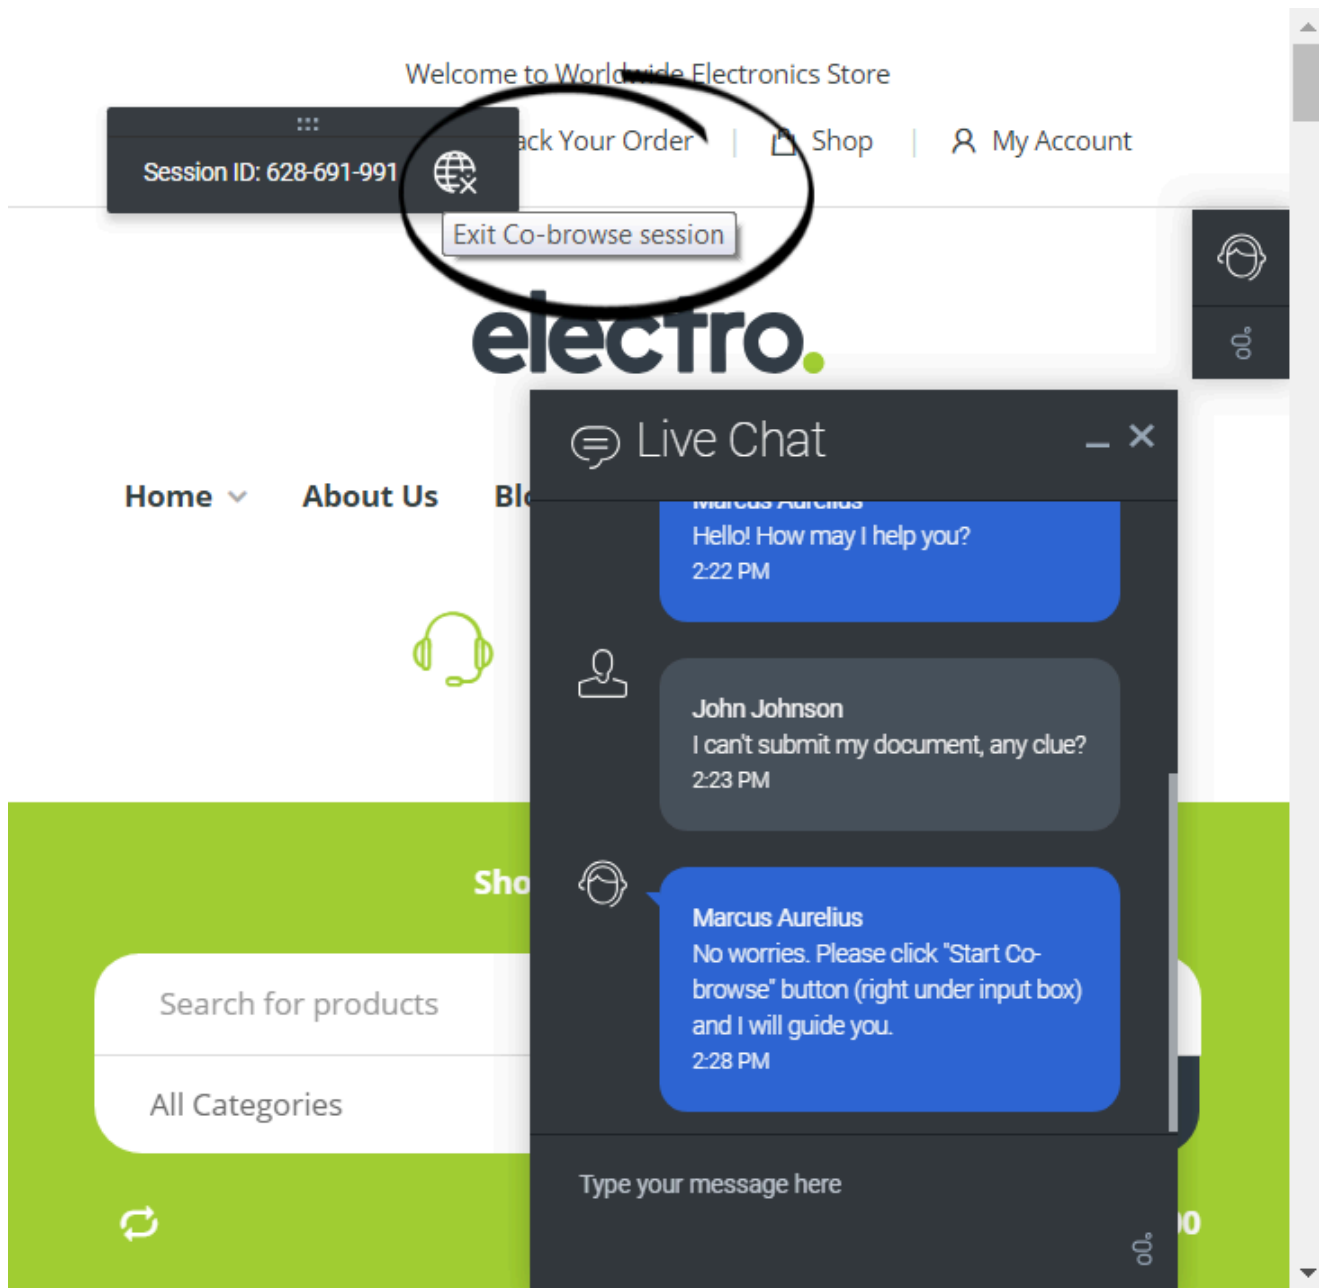 Welcome to Worldwide Electronics Store
Your Order | Shop | My Account
Session ID: 628-691-991
Exit Co-browse session
electro.
Live Chat
Home About Us
Marcus Aurelius
Hello! How may I help you?
2:22 PM
John Johnson
I can't submit my document, any clue?
2:23 PM
Marcus Aurelius
No worries. Please click "Start Co-
browse" button (right under input box)
and I will guide you.
2:28 PM
Search for products
All Categories
Type your message here